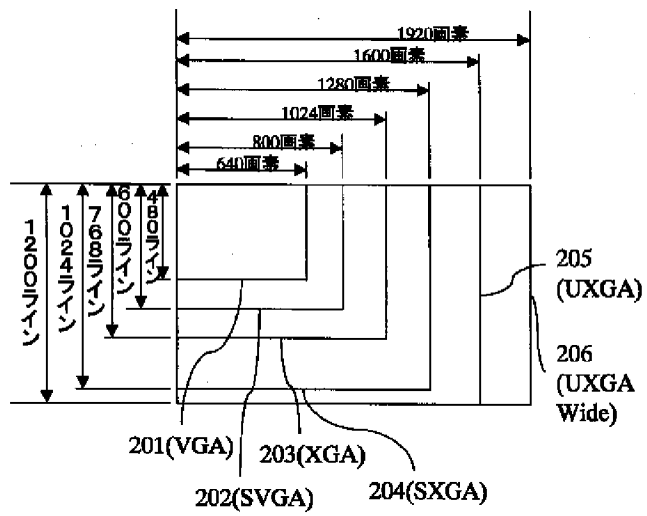 1920画素
1600画素
1280画素
1024画素
800画素
640画素
480ライン
600ライン
768ライン
1024ライン
1200ライン
205
(UXGA)
206
(UXGA
Wide)
201(VGA)
203(XGA)
202(SVGA)
204(SXGA)